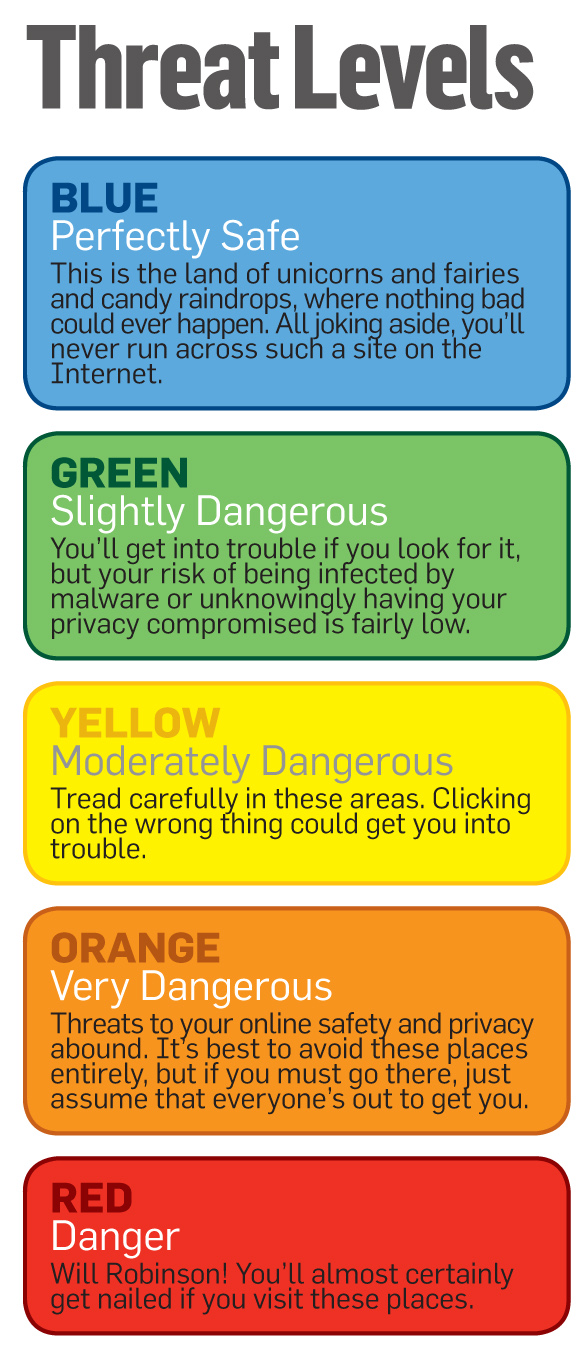 Threat Levels
BLUE
Perfectly Safe
This is the land of unicorns and fairies
and candy raindrops, where nothing bad
could ever happen. All joking aside, you’ll
never run across such a site on the
Internet.
GREEN
Slightly Dangerous
You’ll get into trouble if you look for it,
but your risk of being infected by
malware or unknowingly having your
privacy compromised is fairly low.
YELLOW
Moderately Dangerous
Tread carefully in these areas. Clicking
on the wrong thing could get you into
trouble.
ORANGE
Very Dangerous
Threats to your online safety and privacy
abound. It’s best to avoid these places
entirely, but if you must go there, just
assume that everyone’s out to get you.
RED
Danger
Will Robinson! You’ll almost certainly
get nailed if you visit these places.